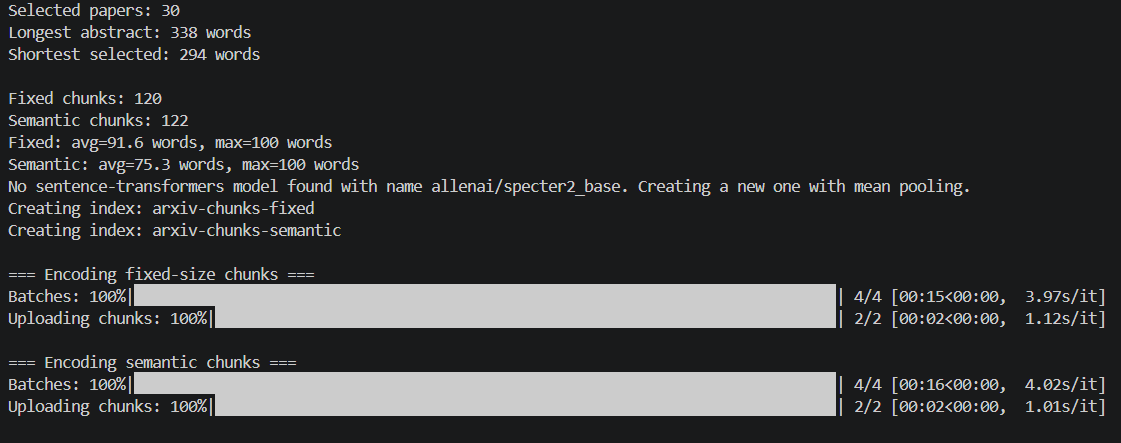 Selected papers: 30
Longest abstract: 338 words
Shortest selected: 294 words
Fixed chunks: 120
Semantic chunks: 122
Fixed: avg=91.6 words, max=100 words
Semantic: avg=75.3 words, max=100 words
No sentence-transformers model found with name allenai/specter2_base. Creating a new one with mean pooling.
Creating index: arxiv-chunks-fixed
Creating index: arxiv-chunks-semantic
=== Encoding fixed-size chunks ===
Batches: 100%| | 4/4 [00:15<00:00,  3.97s/it]
Uploading chunks: 100%| | 2/2 [00:02<00:00,  1.12s/it]
=== Encoding semantic chunks ===
Batches: 100%| | 4/4 [00:16<00:00,  4.02s/it]
Uploading chunks: 100%| | 2/2 [00:02<00:00,  1.01s/it]